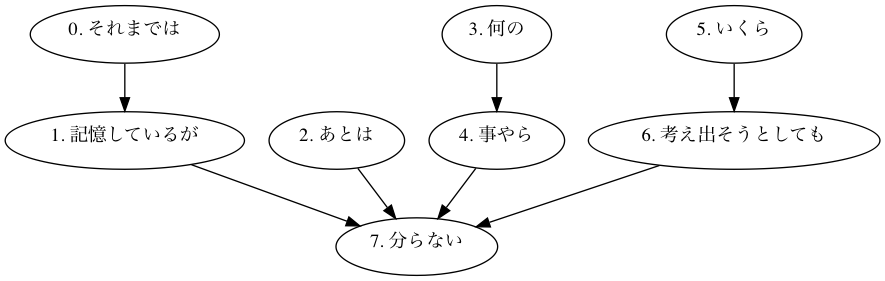 0. それまでは
3. 何の
5. いくら
1. 記憶しているが
2. あとは
4. 事やら
6. 考え出そうとしても
7. 分らない